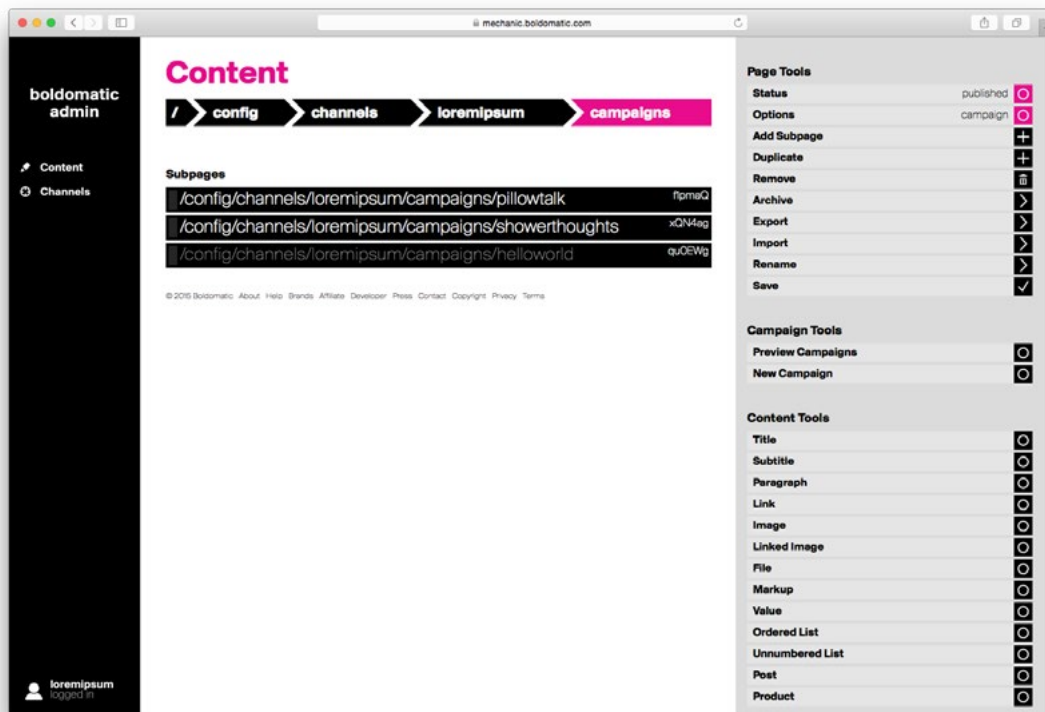 mechanic.boldomatic.com
boldomatic
admin
Content
Channels
loremipsum
logged in
Content
/ config channels loremipsum campaigns
Subpages
/config/channels/loremipsum/campaigns/pillowtalk
/config/channels/loremipsum/campaigns/showerthoughts xQN4ag
/config/channels/loremipsum/campaigns/helloworld qu0EWg
© 2015 Boldomatic About Help Brands Affiliate Developer Press Contact Copyright Privacy Terms
Page Tools
Status published
Options campaign
Add Subpage
Duplicate
Remove
Archive
Export
Import
Rename
Save
Campaign Tools
Preview Campaigns
New Campaign
Content Tools
Title
Subtitle
Paragraph
Link
Image
Linked Image
File
Markup
Value
Ordered List
Unnumbered List
Post
Product